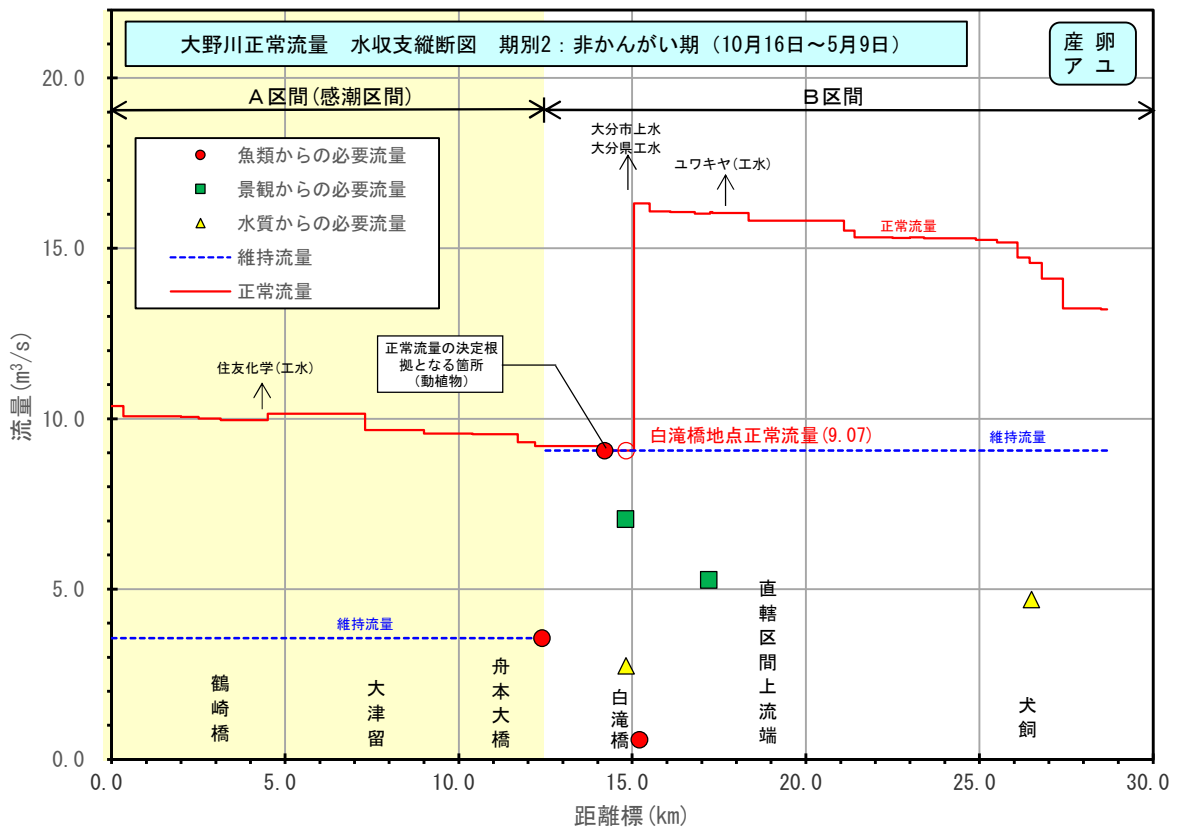 大野川正常流量 水収支縦断図 期別2：非かんがい期（10月16日～5月9日）
産 卵
ア ユ
A区間(感潮区間)
B区間
魚類からの必要流量
景観からの必要流量
水質からの必要流量
維持流量
正常流量
大分市上水
大分県工水
ユワキヤ(工水)
正常流量
住友化学(工水)
正常流量の決定根
拠となる箇所
（動植物）
白滝橋地点正常流量(9.07)
維持流量
維持流量
鶴崎橋
大津留
舟本大橋
白滝橋
直轄区間上流端
犬飼
流量(m³/s)
20.0
15.0
10.0
5.0
0.0
0.0
5.0
10.0
15.0
20.0
25.0
30.0
距離標(km)